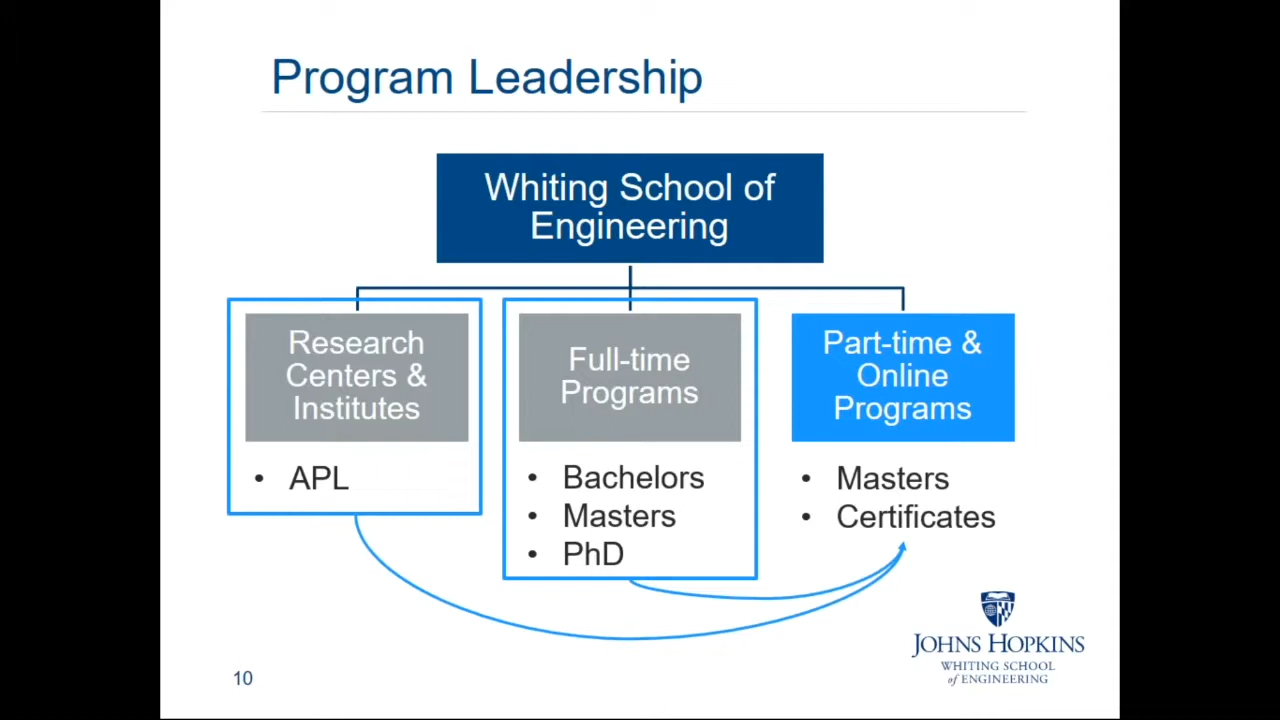 Program Leadership
Whiting School of
Engineering
Research
Centers &
Institutes
• APL
Full-time
Programs
• Bachelors
• Masters
• PhD
Part-time &
Online
Programs
• Masters
• Certificates
JOHNS HOPKINS
WHITING SCHOOL
of ENGINEERING
10